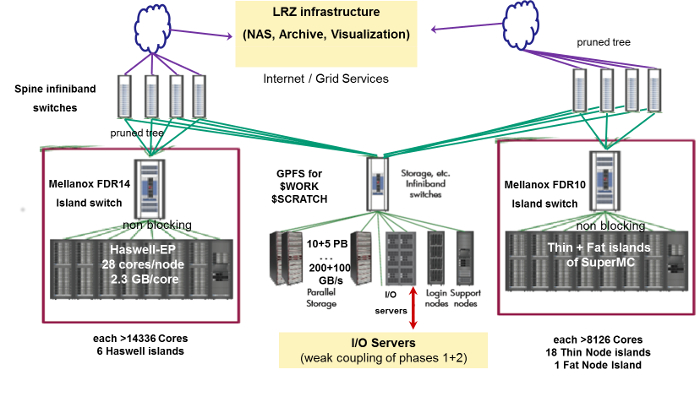 LRZ infrastructure
(NAS, Archive, Visualization)
pruned tree
Internet / Grid Services
Spine infiniband
switches
pruned tree
Mellanox FDR14
Island switch
non blocking
Haswell-EP
28 cores/node
2.3 GB/core
each >14336 Cores
6 Haswell islands
GPFS for
$WORK
$SCRATCH
Storage, etc.
Infiniband
switches
10+5 PB
. . .
200+100
GB/s
Parallel
Storage
I/O
servers
Login
nodes
Support
nodes
I/O Servers
(weak coupling of phases 1+2)
Mellanox FDR10
Island switch
non blocking
Thin + Fat islands
of SuperMC
each >8126 Cores
18 Thin Node islands
1 Fat Node Island